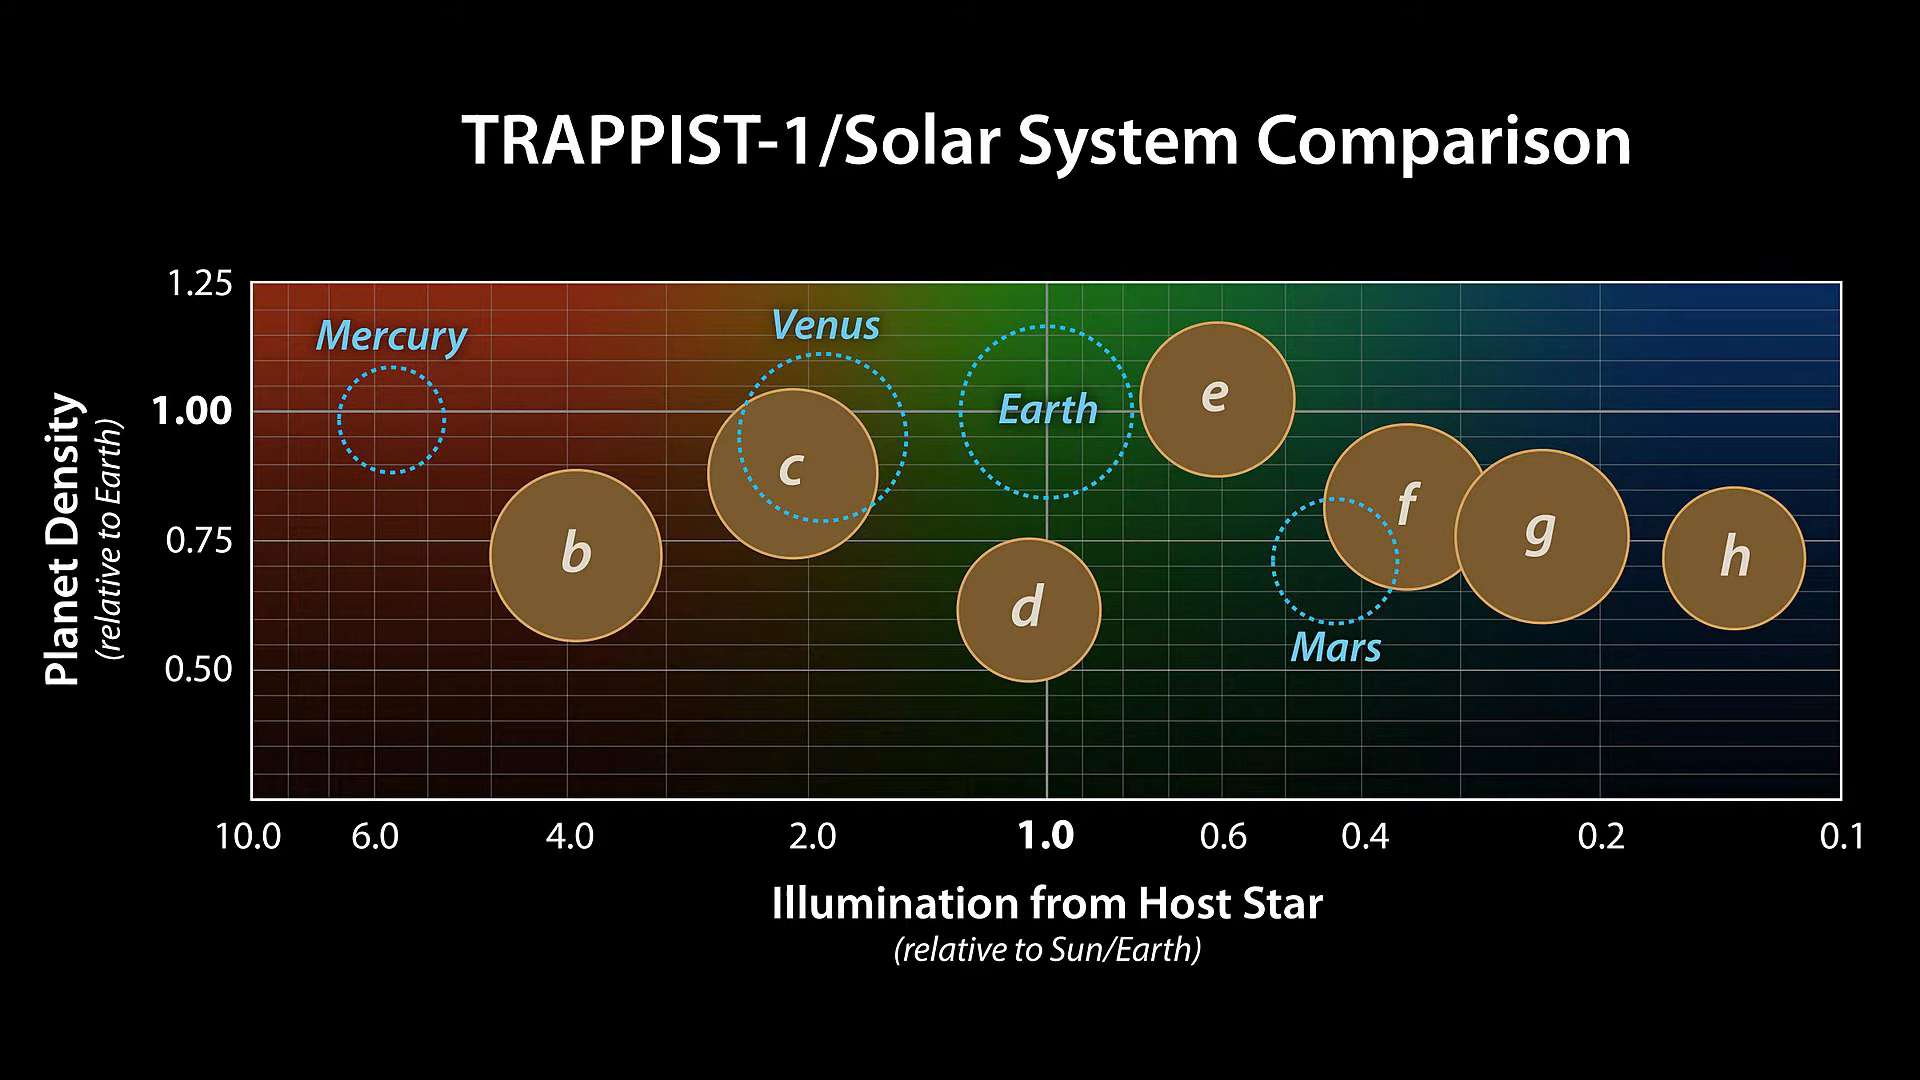 TRAPPIST-1/Solar System Comparison
1.25
Mercury
Venus
1.00
Earth
e
c
f
0.75
b
g
h
d
Mars
0.50
Planet Density
(relative to Earth)
10.0 6.0 4.0 2.0 1.0 0.6 0.4 0.2 0.1
Illumination from Host Star
(relative to Sun/Earth)